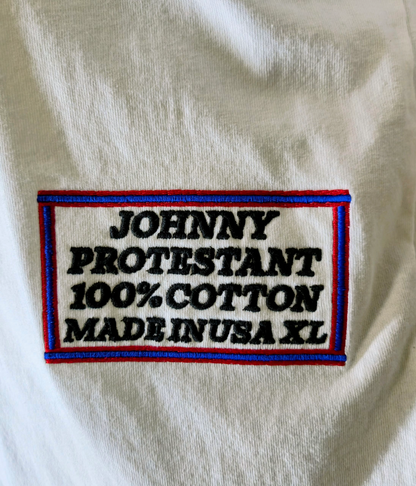 JOHNNY
PROTESTANT
100% COTTON
MADE IN USA XL